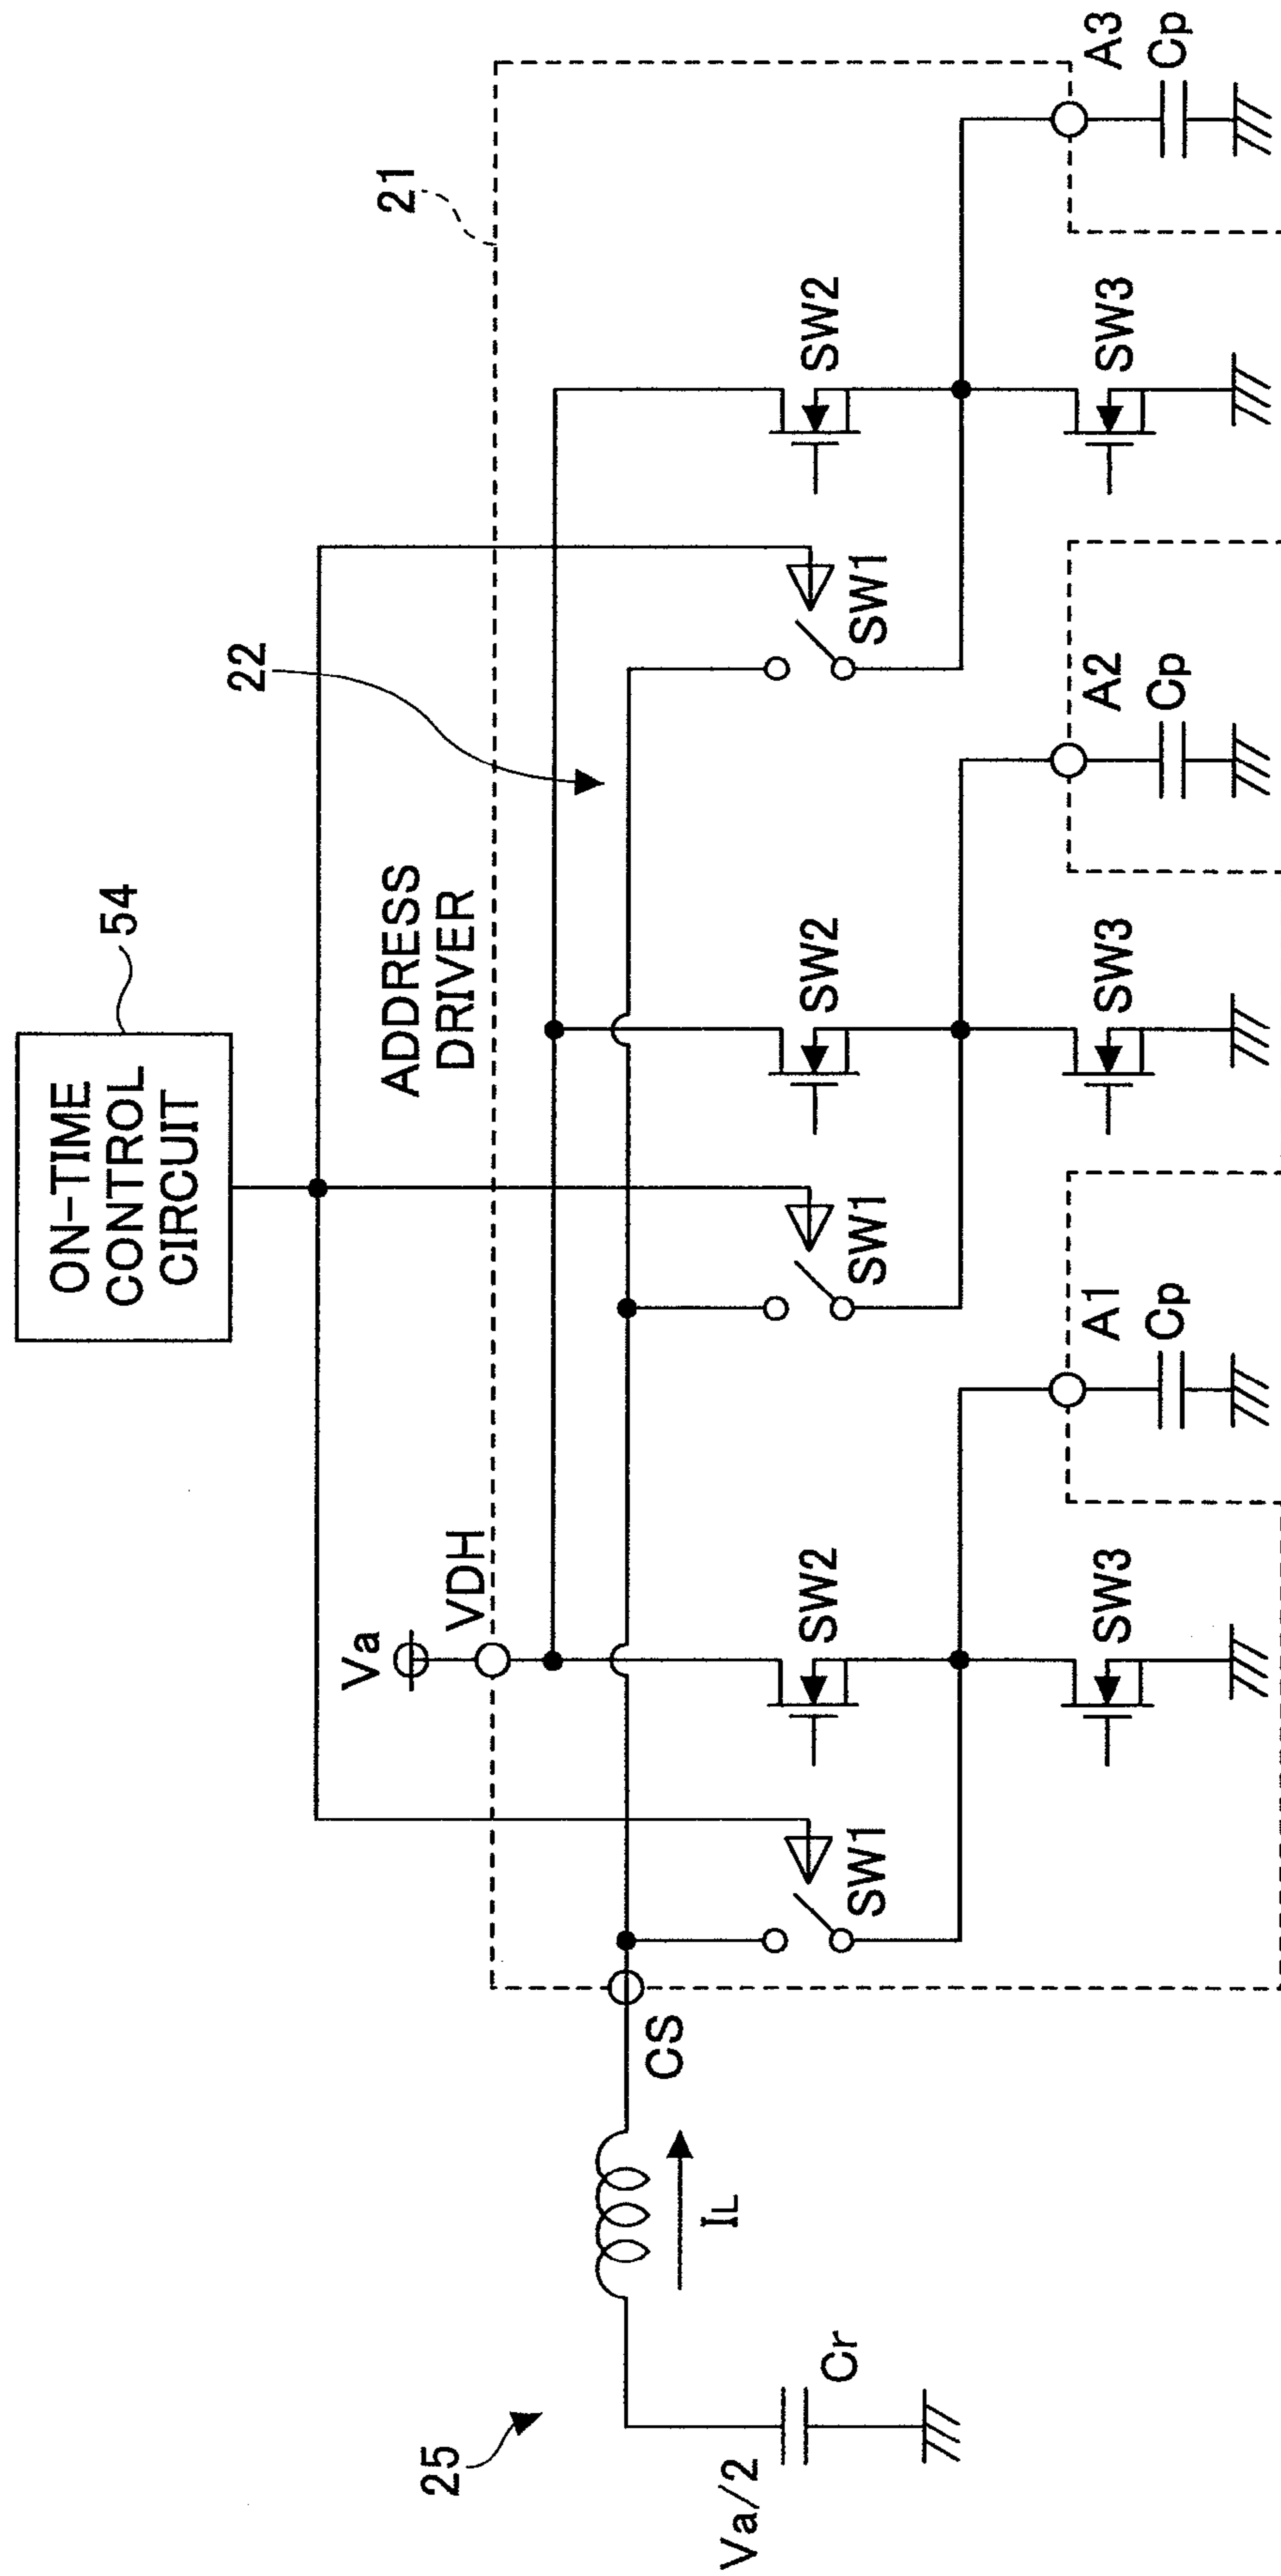 ON-TIME
CONTROL
CIRCUIT
54
21
22
ADDRESS
DRIVER
Va
VDH
25
Va/2
Cr
IL
CS
SW1
SW2
SW3
A1
Cp
SW1
SW2
SW3
A2
Cp
SW1
SW2
SW3
A3
Cp